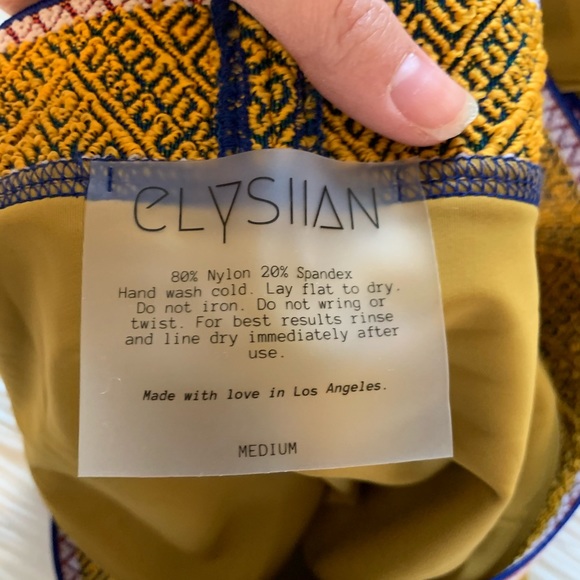 ELYSIIAN
80% Nylon 20% Spandex
Hand wash cold. Lay flat to dry.
Do not iron. Do not wring or
twist. For best results rinse
and line dry immediately after
use.
Made with love in Los Angeles.
MEDIUM